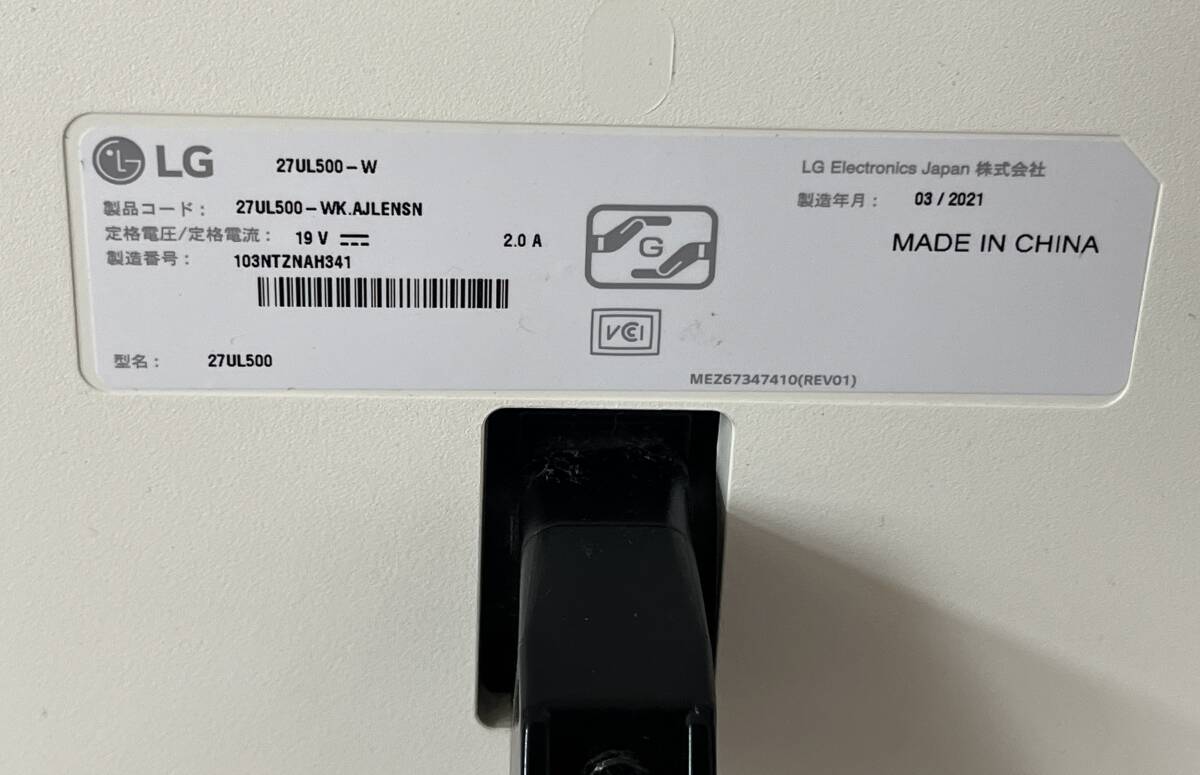 LG
27UL500-W
LG Electronics Japan 株式会社
製品コード： 27UL500-WK.AJLENSN
製造年月： 03 / 2021
定格電圧/定格電流： 19 V 2.0 A
MADE IN CHINA
製造番号： 103NTZNAH341
G
VCI
型名： 27UL500
MEZ67347410(REV01)